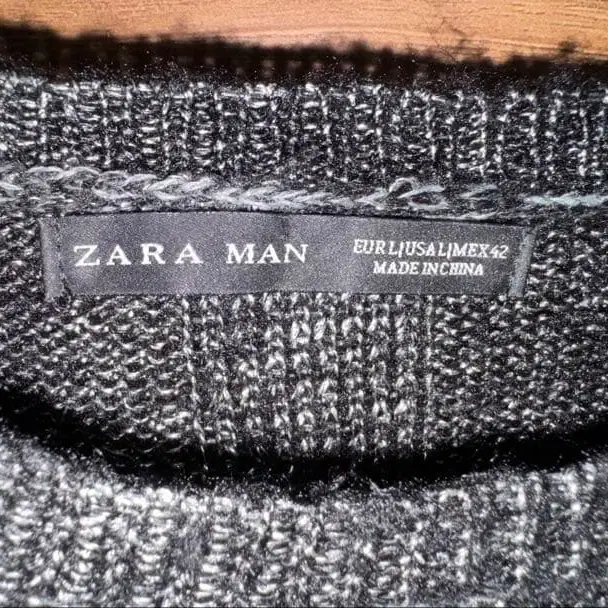 ZARA MAN
EUR L|USA L|MEX 42
MADE IN CHINA